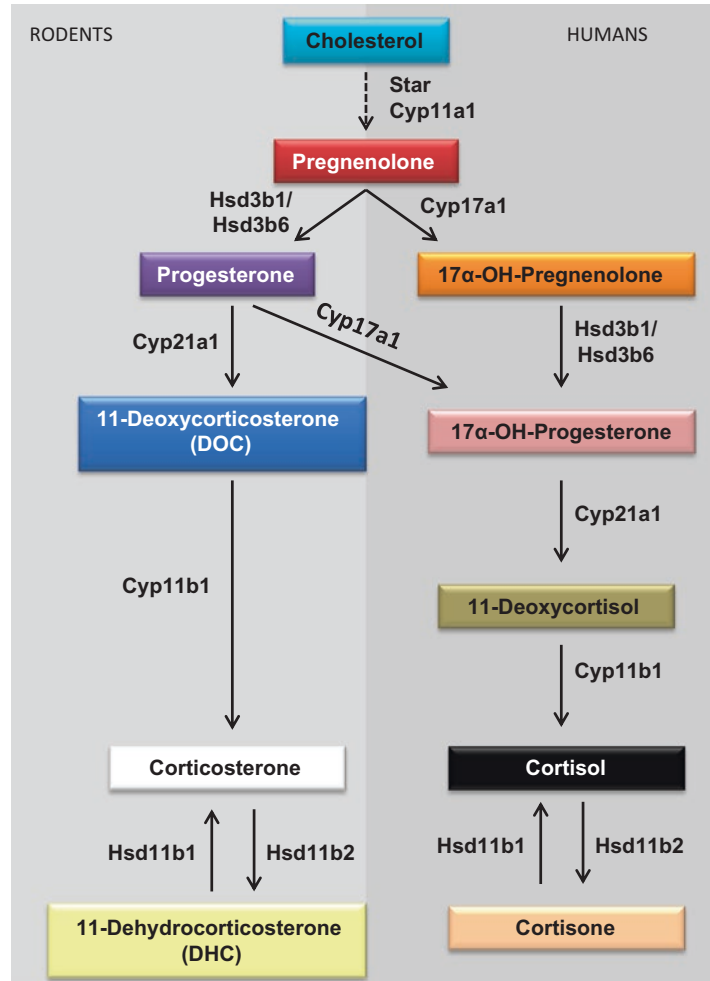 RODENTS
HUMANS
Cholesterol
Star
Cyp11a1
Pregnenolone
Hsd3b1/
Hsd3b6
Cyp17a1
Progesterone
17α-OH-Pregnenolone
Cyp21a1
Cyp17a1
Hsd3b1/
Hsd3b6
11-Deoxycorticosterone
(DOC)
17α-OH-Progesterone
Cyp21a1
Cyp11b1
11-Deoxycortisol
Cyp11b1
Corticosterone
Cortisol
Hsd11b1
Hsd11b2
Hsd11b1
Hsd11b2
11-Dehydrocorticosterone
(DHC)
Cortisone